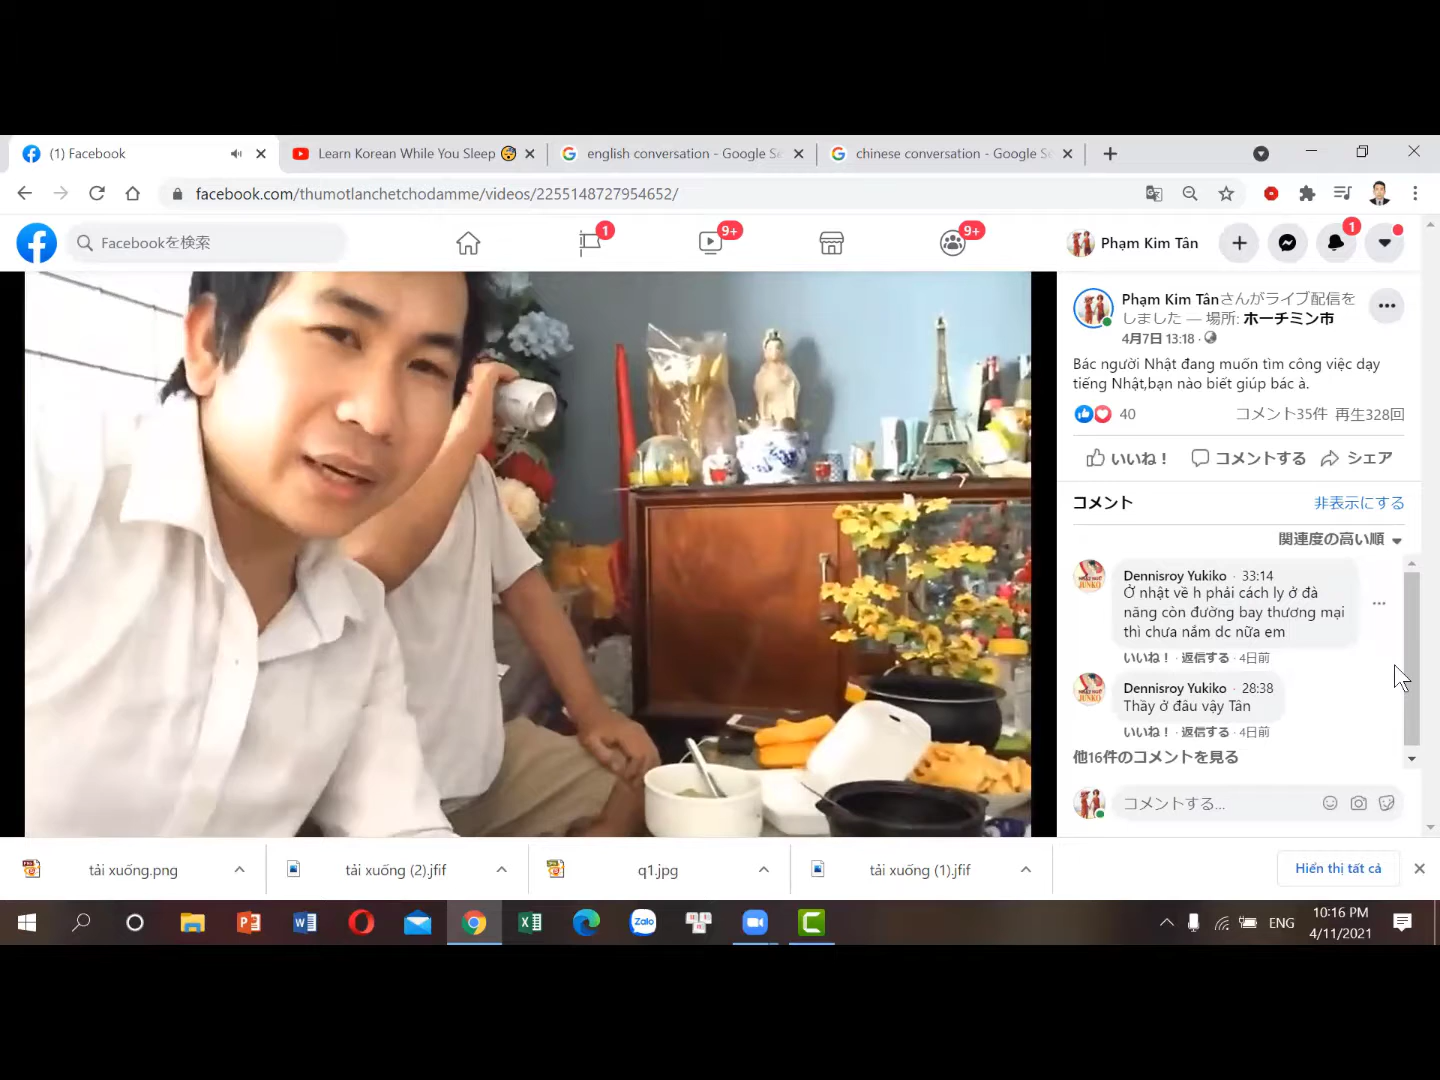 (1) Facebook
Learn Korean While You Sleep 😴
english conversation - Google Se
chinese conversation - Google Se
facebook.com/thumotlanchetchodamme/videos/2255148727954652/
Facebookを検索
1
9+
9+
Phạm Kim Tân
1
Phạm Kim Tânさんがライブ配信を
しました — 場所: ホーチミン市
4月7日 13:18 ·
Bác người Nhật đang muốn tìm công việc dạy
tiếng Nhật,bạn nào biết giúp bác à.
40
コメント35件 再生328回
いいね！ コメントする シェア
コメント
非表示にする
関連度の高い順
Dennisroy Yukiko · 33:14
Ở nhật về h phải cách ly ở đà
nãng còn đường bay thương mại
thì chưa nắm dc nữa em
いいね！ · 返信する · 4日前
Dennisroy Yukiko · 28:38
Thầy ở đâu vậy Tân
いいね！ · 返信する · 4日前
他16件のコメントを見る
コメントする...
tải xuống.png
tải xuống (2).jfif
q1.jpg
tải xuống (1).jfif
Hiển thị tất cả
Zalo
ENG
10:16 PM
4/11/2021